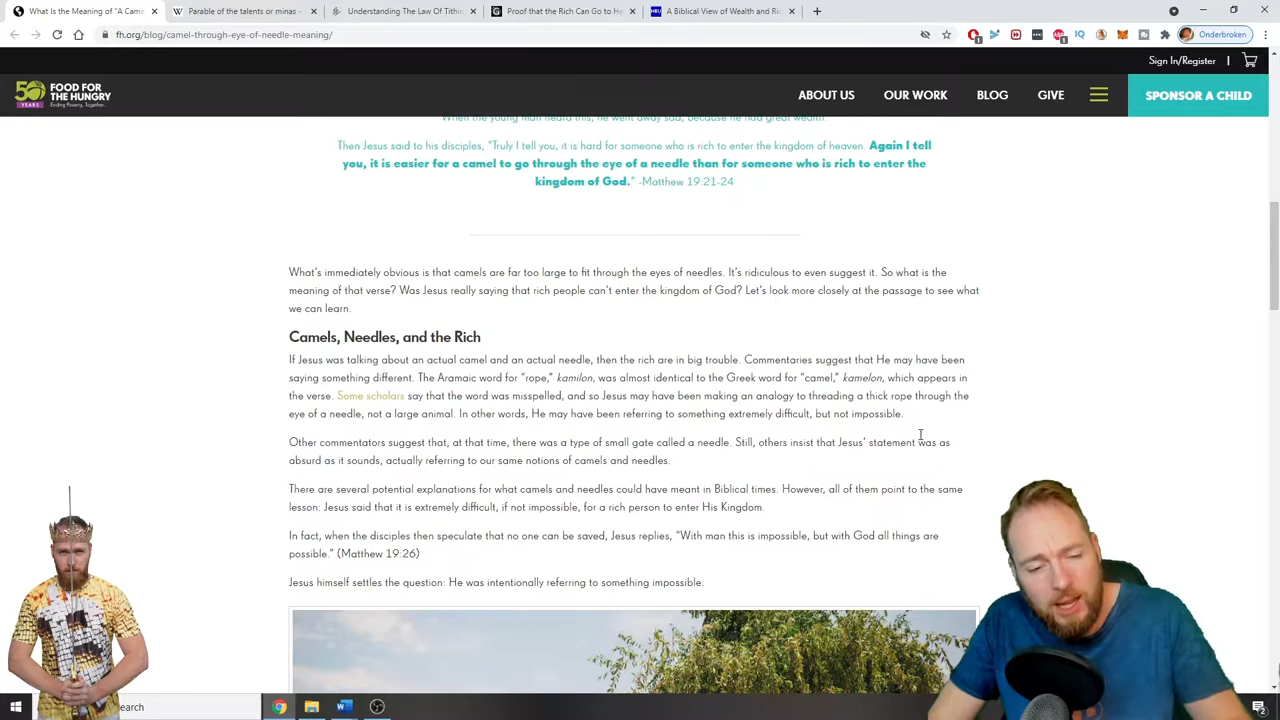 What Is the Meaning of "A Came
Parable of the talents or minas -
Understanding The Law Of Tithi
Proof that the Rich Can Go to He
A Biblical View of Wealth and Ric
fh.org/blog/camel-through-eye-of-needle-meaning/
Onderbroken
Sign In/Register
50 YEARS
FOOD FOR
THE HUNGRY
Ending Poverty, Together.
ABOUT US
OUR WORK
BLOG
GIVE
SPONSOR A CHILD
When the young man heard this, he went away sad, because he had great wealth.
Then Jesus said to his disciples, "Truly I tell you, it is hard for someone who is rich to enter the kingdom of heaven. Again I tell
you, it is easier for a camel to go through the eye of a needle than for someone who is rich to enter the
kingdom of God." -Matthew 19:21-24
What's immediately obvious is that camels are far too large to fit through the eyes of needles. It's ridiculous to even suggest it. So what is the
meaning of that verse? Was Jesus really saying that rich people can't enter the kingdom of God? Let's look more closely at the passage to see what
we can learn.
Camels, Needles, and the Rich
If Jesus was talking about an actual camel and an actual needle, then the rich are in big trouble. Commentaries suggest that He may have been
saying something different. The Aramaic word for "rope," kamilon, was almost identical to the Greek word for "camel," kamelon, which appears in
the verse. Some scholars say that the word was misspelled, and so Jesus may have been making an analogy to threading a thick rope through the
eye of a needle, not a large animal. In other words, He may have been referring to something extremely difficult, but not impossible.
Other commentators suggest that, at that time, there was a type of small gate called a needle. Still, others insist that Jesus' statement was as
absurd as it sounds, actually referring to our same notions of camels and needles.
There are several potential explanations for what camels and needles could have meant in Biblical times. However, all of them point to the same
lesson: Jesus said that it is extremely difficult, if not impossible, for a rich person to enter His Kingdom.
In fact, when the disciples then speculate that no one can be saved, Jesus replies, "With man this is impossible, but with God all things are
possible." (Matthew 19:26)
Jesus himself settles the question: He was intentionally referring to something impossible.
earch